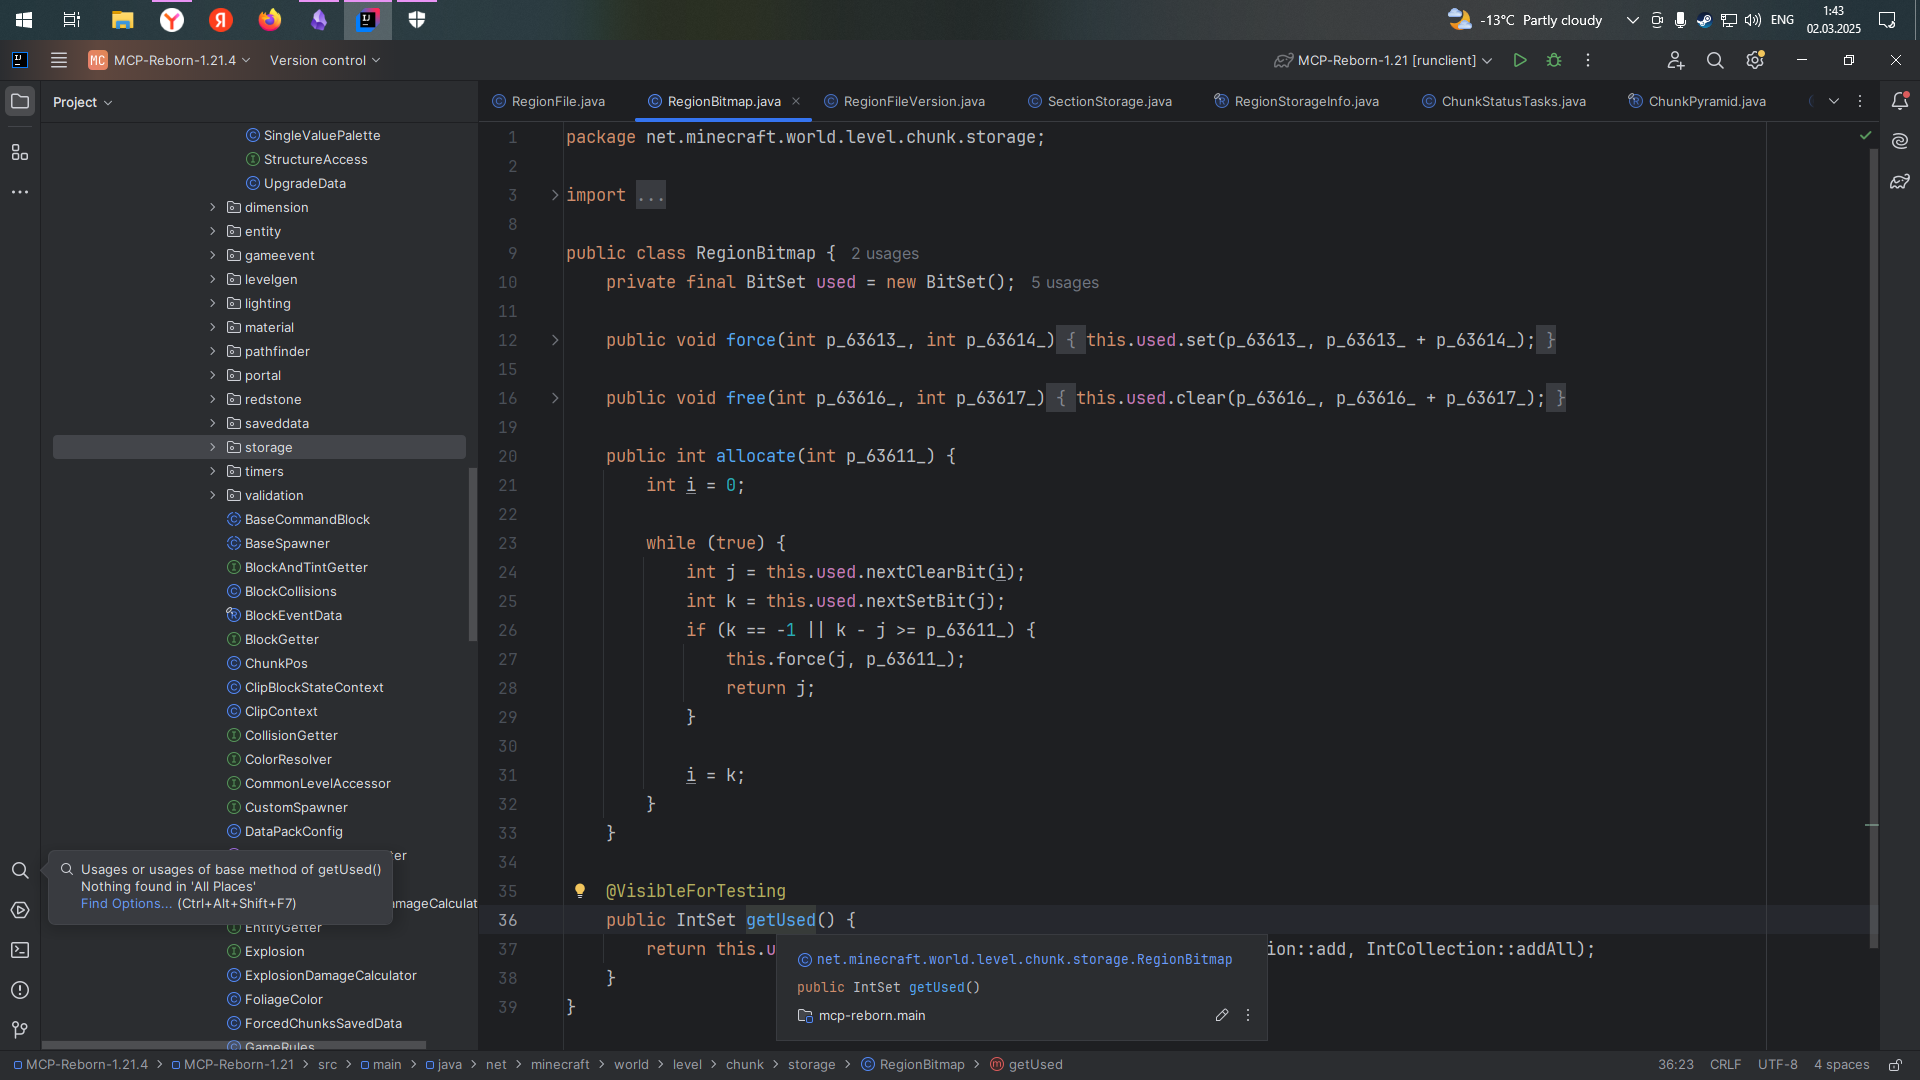 -13°C Partly cloudy
ENG
1:43
02.03.2025
MC MCP-Reborn-1.21.4
Version control
MCP-Reborn-1.21 [runclient]
Project
RegionFile.java
RegionBitmap.java
RegionFileVersion.java
SectionStorage.java
RegionStorageInfo.java
ChunkStatusTasks.java
ChunkPyramid.java
SingleValuePalette
StructureAccess
UpgradeData
dimension
entity
gameevent
levelgen
lighting
material
pathfinder
portal
redstone
saveddata
storage
timers
validation
BaseCommandBlock
BaseSpawner
BlockAndTintGetter
BlockCollisions
BlockEventData
BlockGetter
ChunkPos
ClipBlockStateContext
ClipContext
CollisionGetter
ColorResolver
CommonLevelAccessor
CustomSpawner
DataPackConfig
Usages or usages of base method of getUsed()
Nothing found in 'All Places'
Find Options... (Ctrl+Alt+Shift+F7)
EntityGetter
Explosion
ExplosionDamageCalculator
FoliageColor
ForcedChunksSavedData
GameRules
1 package net.minecraft.world.level.chunk.storage;
2
3 import ...
8
9 public class RegionBitmap { 2 usages
10 private final BitSet used = new BitSet(); 5 usages
11
12 public void force(int p_63613_, int p_63614_) { this.used.set(p_63613_, p_63613_ + p_63614_); }
15
16 public void free(int p_63616_, int p_63617_) { this.used.clear(p_63616_, p_63616_ + p_63617_); }
19
20 public int allocate(int p_63611_) {
21 int i = 0;
22
23 while (true) {
24 int j = this.used.nextClearBit(i);
25 int k = this.used.nextSetBit(j);
26 if (k == -1 || k - j >= p_63611_) {
27 this.force(j, p_63611_);
28 return j;
29 }
30
31 i = k;
32 }
33 }
34
35 @VisibleForTesting
36 public IntSet getUsed() {
37 return this.u ion::add, IntCollection::addAll);
38 }
39 }
net.minecraft.world.level.chunk.storage.RegionBitmap
public IntSet getUsed()
mcp-reborn.main
MCP-Reborn-1.21.4 > MCP-Reborn-1.21 > src > main > java > net > minecraft > world > level > chunk > storage > RegionBitmap > getUsed
36:23 CRLF UTF-8 4 spaces